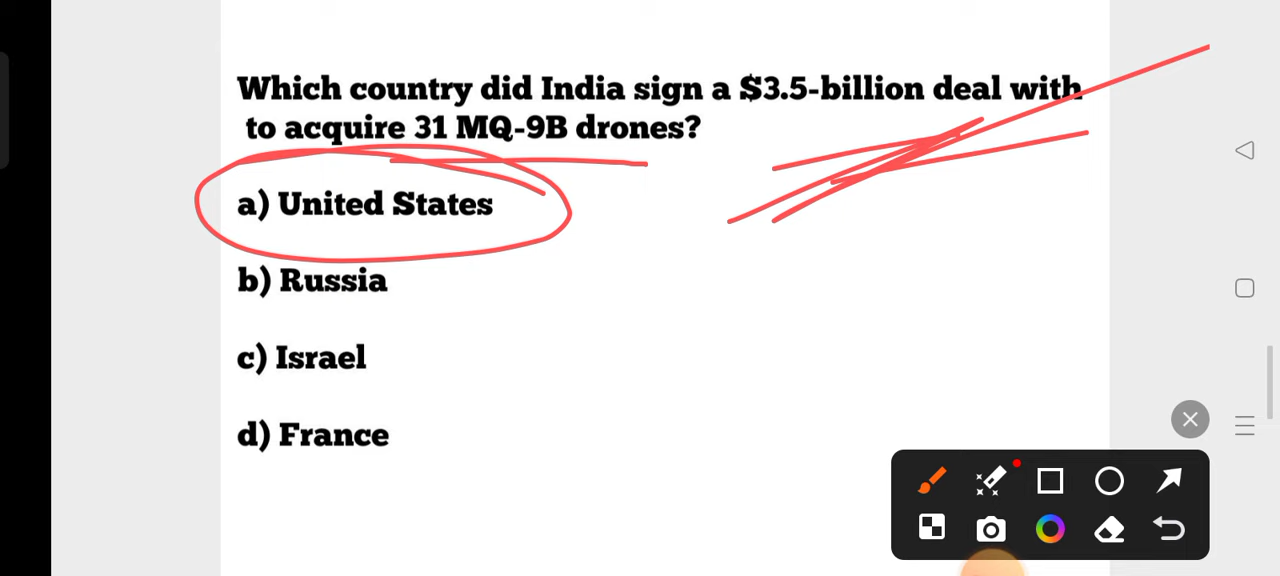 Which country did India sign a $3.5-billion deal with
to acquire 31 MQ-9B drones?
a) United States
b) Russia
c) Israel
d) France